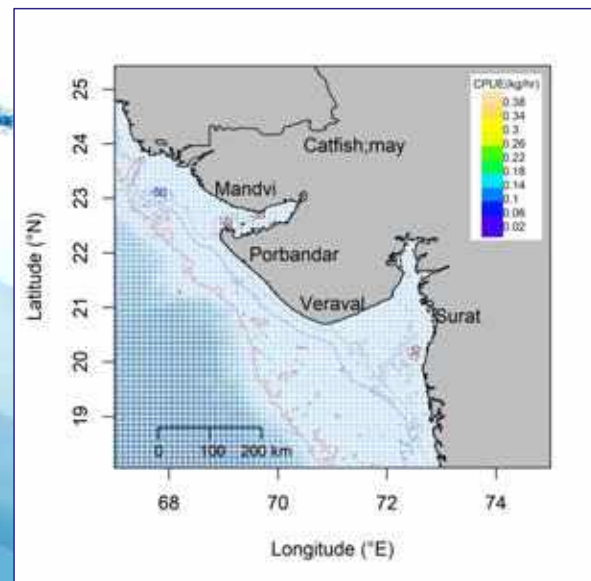 CPUE(kg/hr)
0.38
0.34
0.3
0.26
0.22
0.18
0.14
0.1
0.06
0.02
Catfish,may
Mandvi
-50
Porbandar
Veraval
Surat
-50
0 100 200 km
25
24
23
22
21
20
19
Latitude (°N)
68 70 72 74
Longitude (°E)